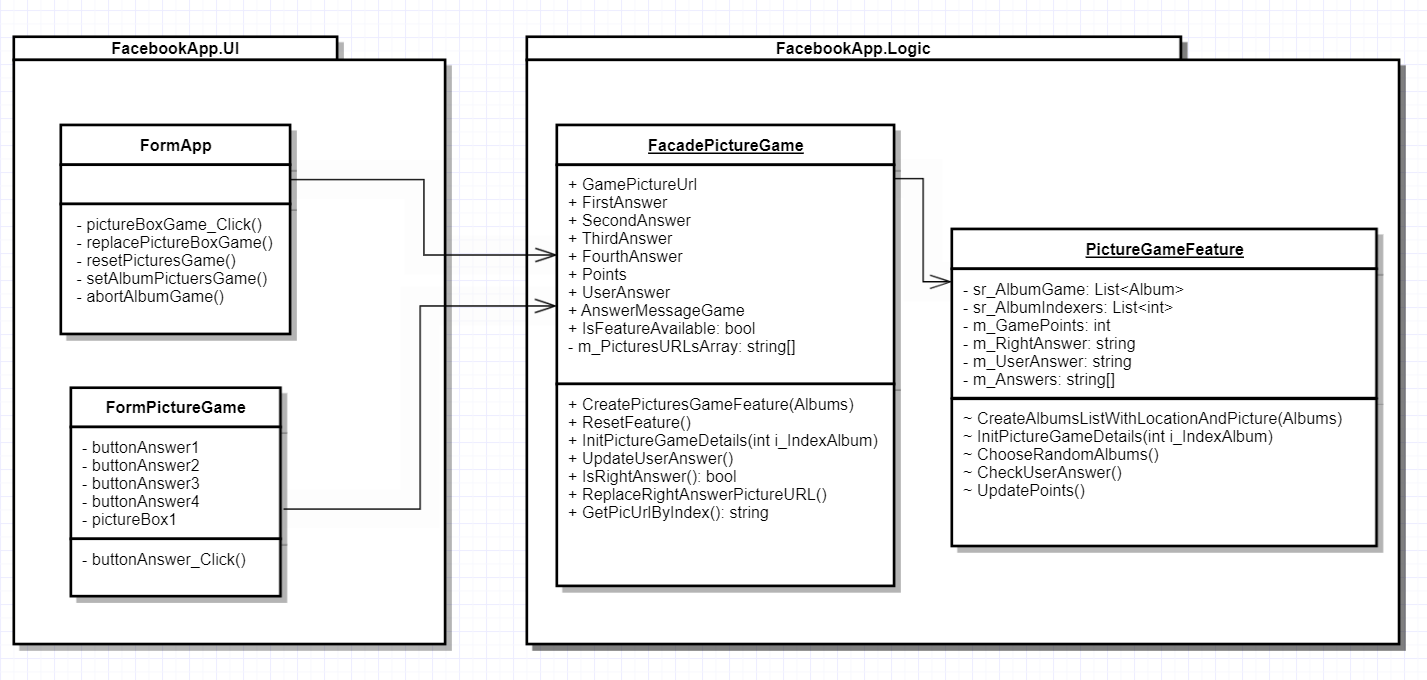 FacebookApp.UI
FormApp
- pictureBoxGame_Click()
- replacePictureBoxGame()
- resetPicturesGame()
- setAlbumPictuersGame()
- abortAlbumGame()
FormPictureGame
- buttonAnswer1
- buttonAnswer2
- buttonAnswer3
- buttonAnswer4
- pictureBox1
- buttonAnswer_Click()
FacebookApp.Logic
FacadePictureGame
+ GamePictureUrl
+ FirstAnswer
+ SecondAnswer
+ ThirdAnswer
+ FourthAnswer
+ Points
+ UserAnswer
+ AnswerMessageGame
+ IsFeatureAvailable: bool
- m_PicturesURLsArray: string[]
+ CreatePicturesGameFeature(Albums)
+ ResetFeature()
+ InitPictureGameDetails(int i_IndexAlbum)
+ UpdateUserAnswer()
+ IsRightAnswer(): bool
+ ReplaceRightAnswerPictureURL()
+ GetPicUrlByIndex(): string
PictureGameFeature
- sr_AlbumGame: List<Album>
- sr_AlbumIndexers: List<int>
- m_GamePoints: int
- m_RightAnswer: string
- m_UserAnswer: string
- m_Answers: string[]
~ CreateAlbumsListWithLocationAndPicture(Albums)
~ InitPictureGameDetails(int i_IndexAlbum)
~ ChooseRandomAlbums()
~ CheckUserAnswer()
~ UpdatePoints()